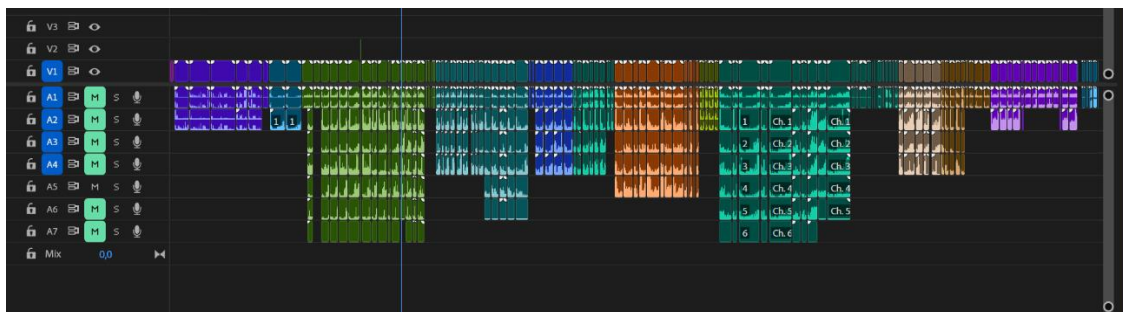 V3
V2
V1
A1 M S
A2 M S 1 1 1 Ch. 1 Ch. 1
A3 M S 2 Ch. 2 Ch. 2
A4 M S 3 Ch. 3 Ch. 3
A5 M S 4 Ch. 4 Ch. 4
A6 M S 5 Ch. 5 Ch. 5
A7 M S 6 Ch. 6
Mix 0,0